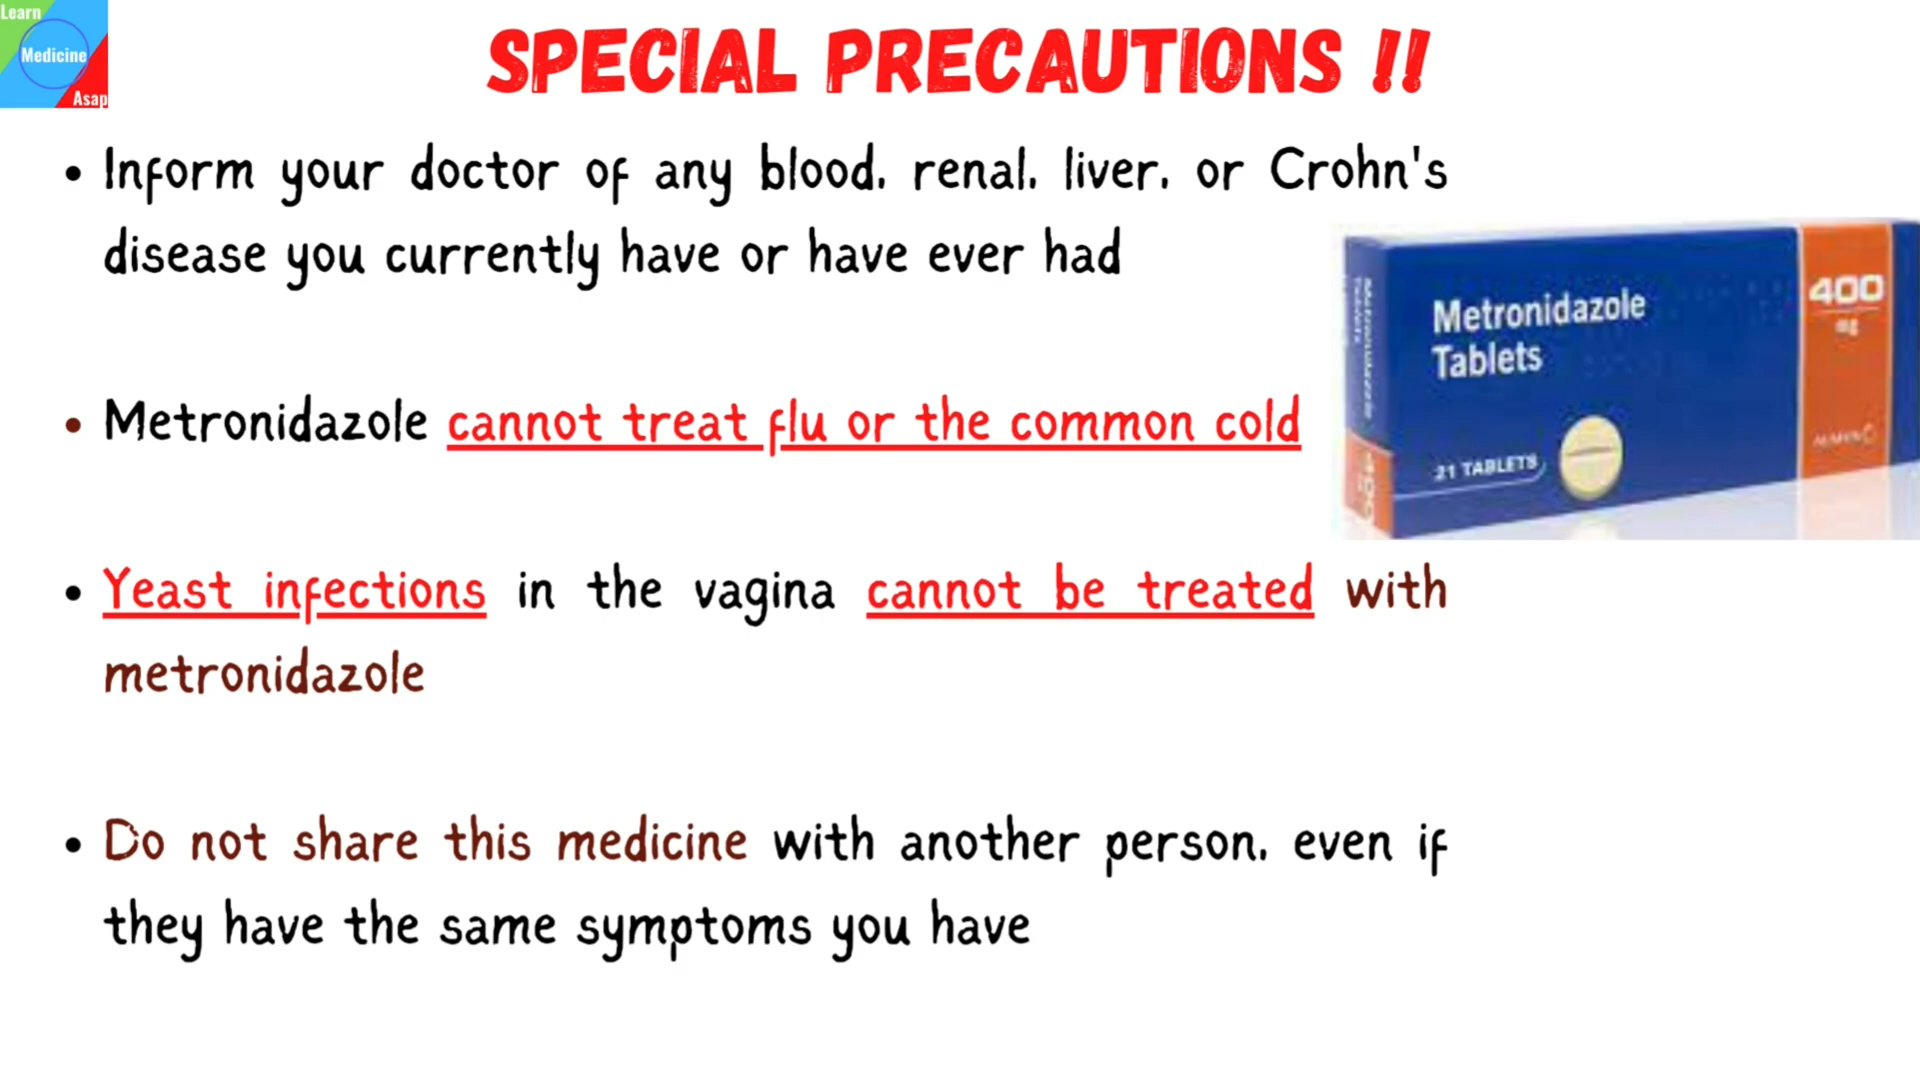 Learn
Medicine
Asap
SPECIAL PRECAUTIONS !!
• Inform your doctor of any blood, renal, liver, or Crohn's
disease you currently have or have ever had
• Metronidazole cannot treat flu or the common cold
• Yeast infections in the vagina cannot be treated with
metronidazole
• Do not share this medicine with another person, even if
they have the same symptoms you have
Metronidazole
Tablets
400
mg
21 TABLETS